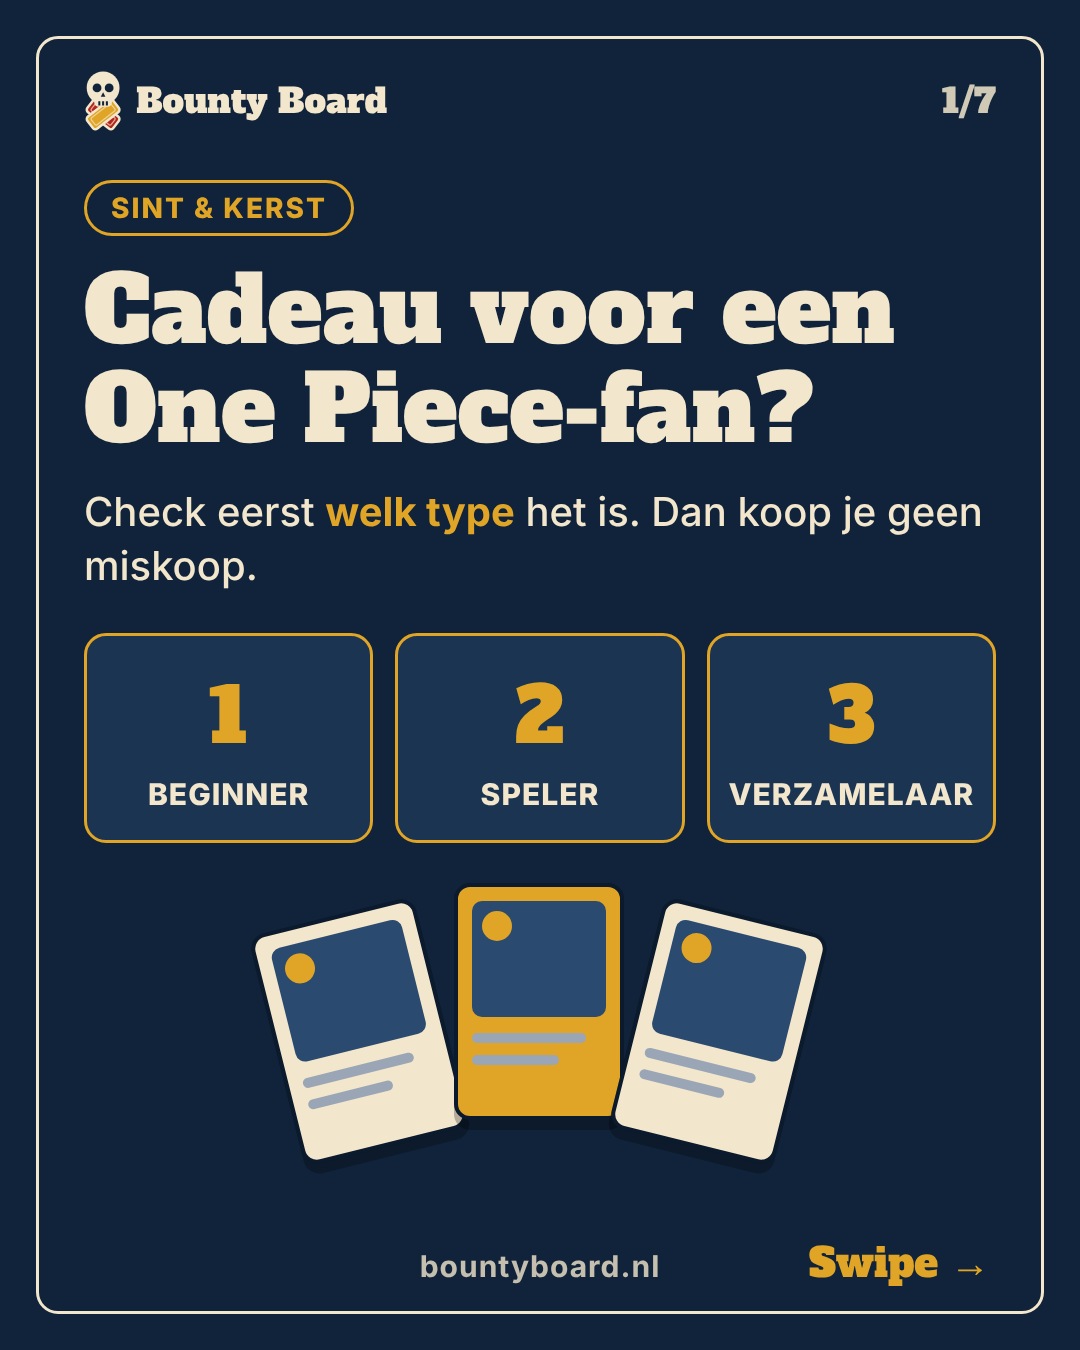 Bounty Board
1/7
SINT & KERST
Cadeau voor een
One Piece-fan?
Check eerst welk type het is. Dan koop je geen
miskoop.
1
BEGINNER
2
SPELER
3
VERZAMELAAR
bountyboard.nl
Swipe →